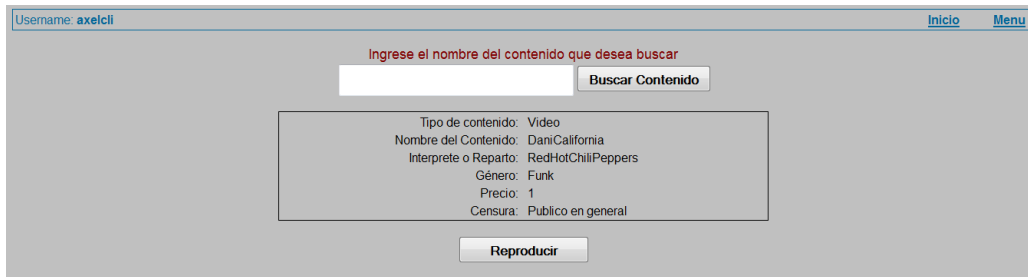 Username: axelcli Inicio Menu
Ingrese el nombre del contenido que desea buscar
Buscar Contenido
Tipo de contenido: Video
Nombre del Contenido: DaniCalifornia
Interprete o Reparto: RedHotChiliPeppers
Género: Funk
Precio: 1
Censura: Publico en general
Reproducir